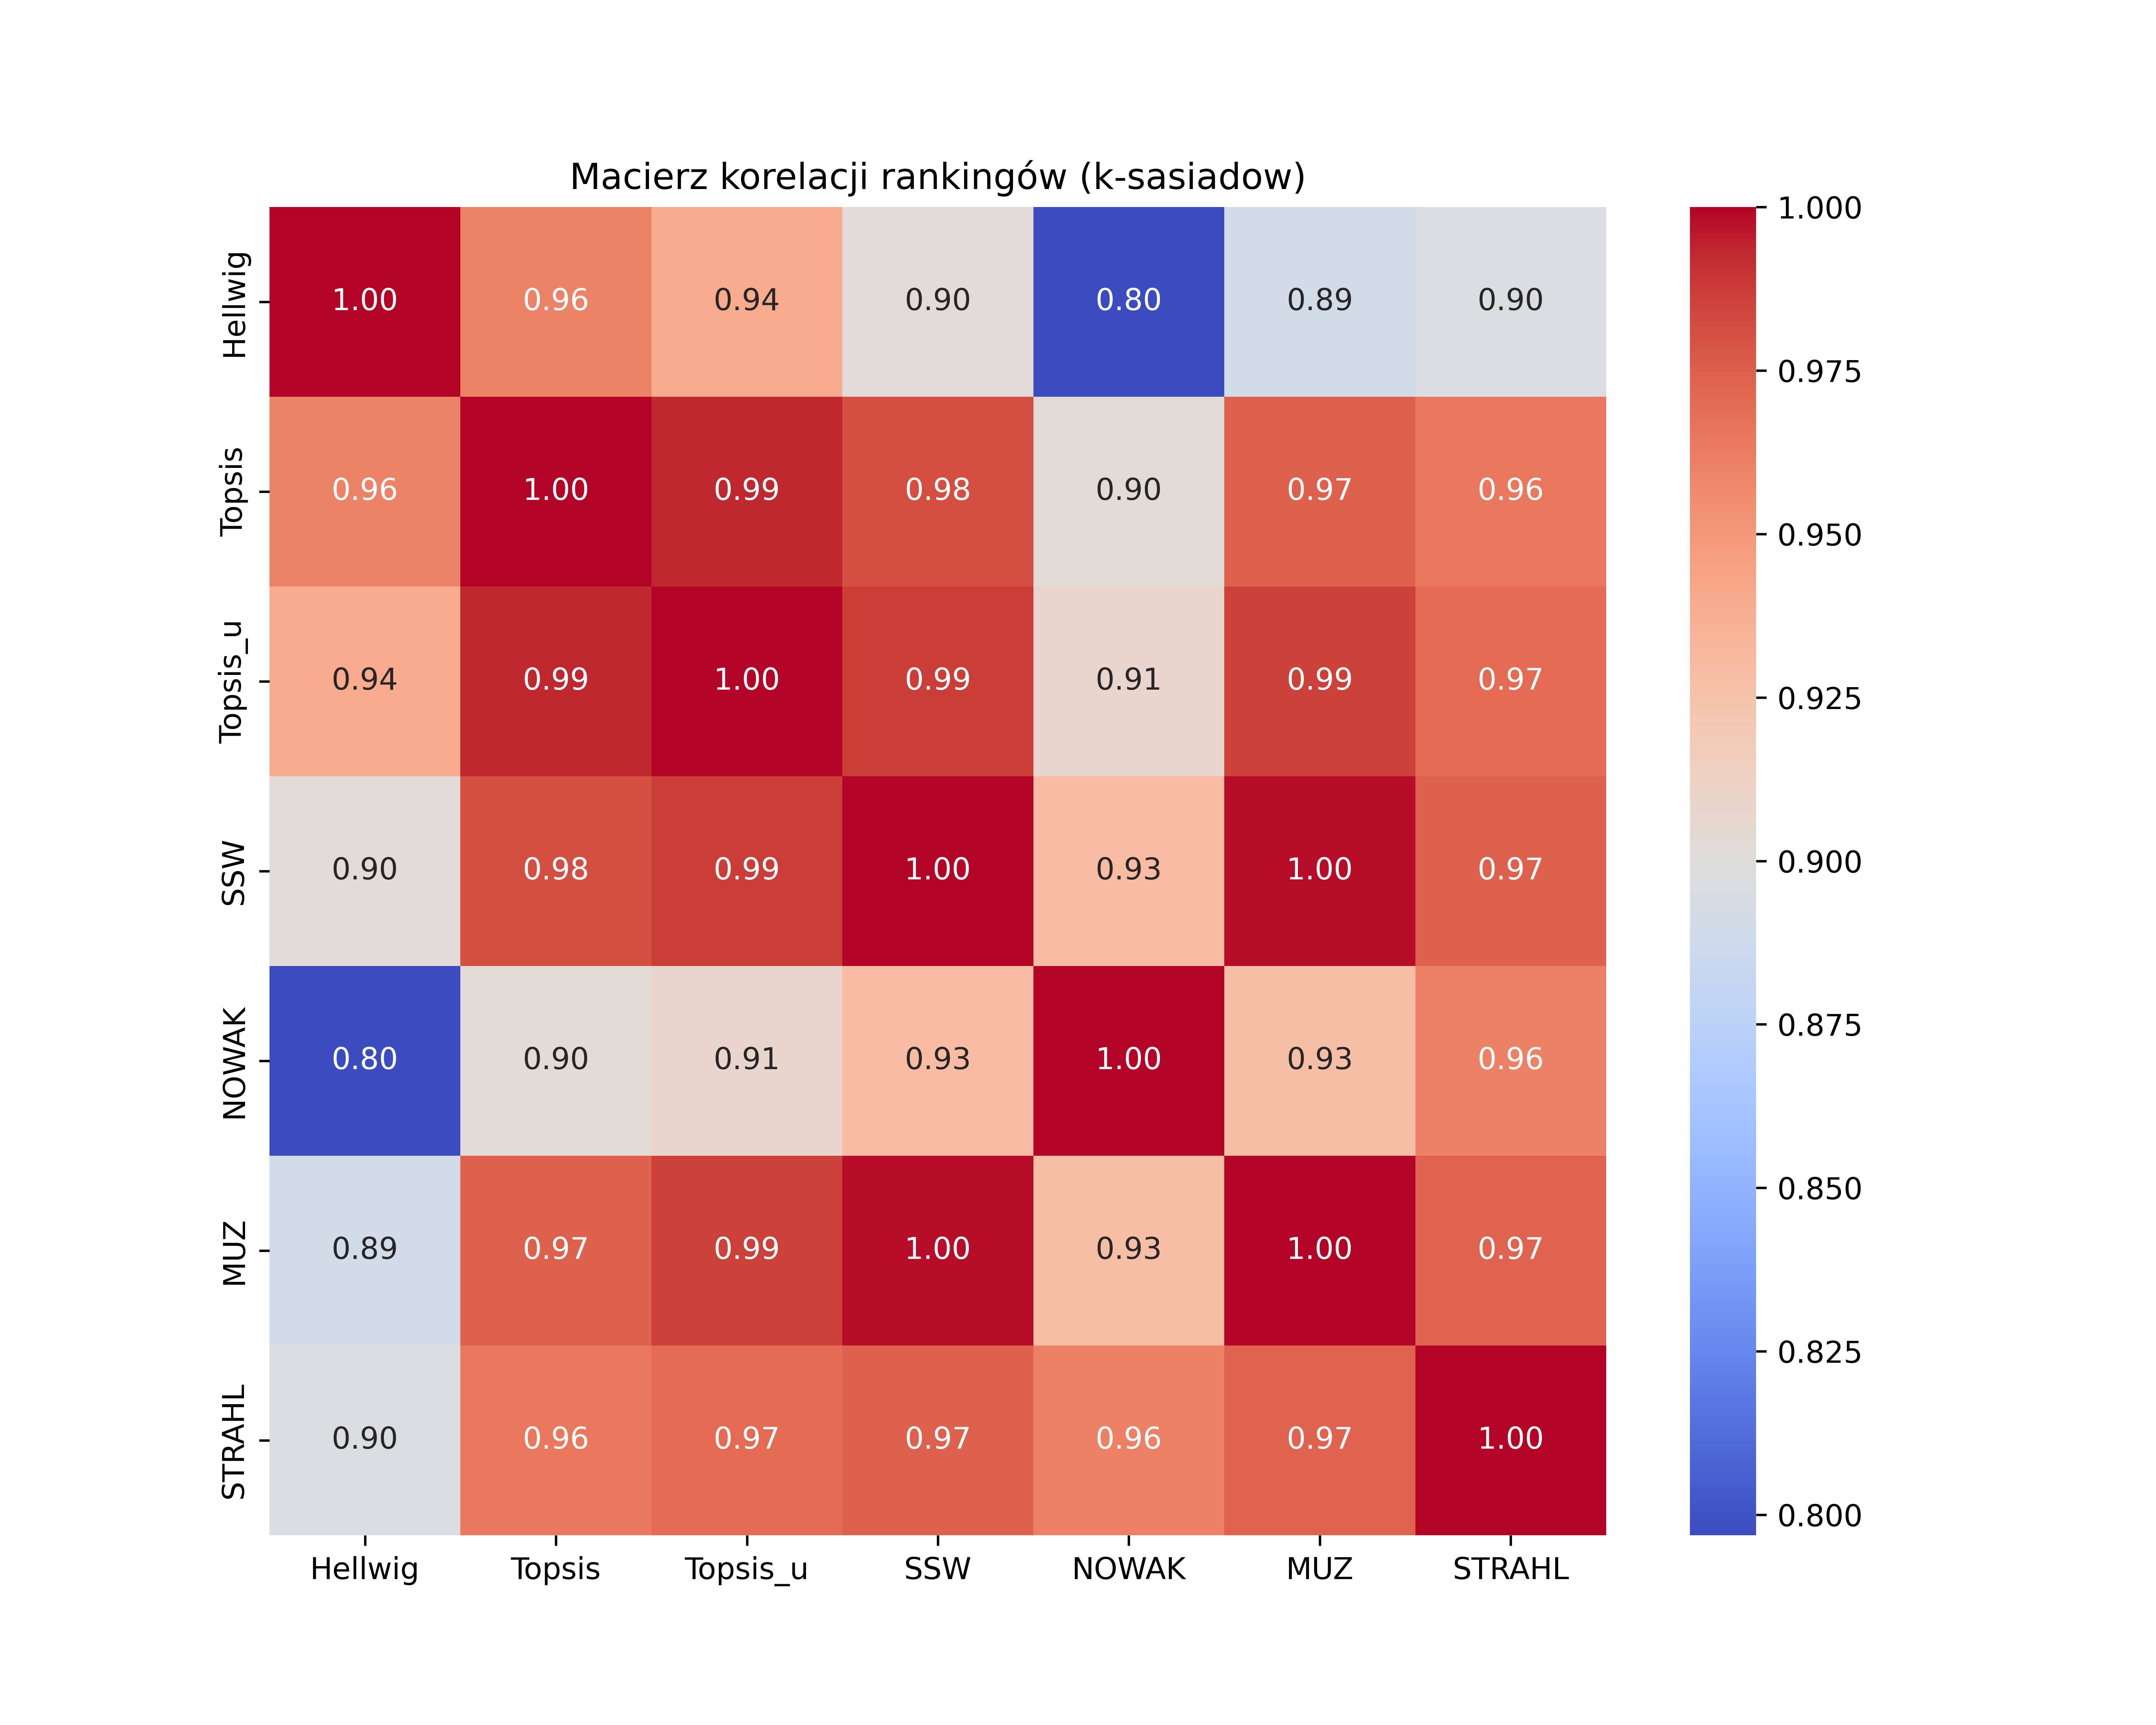 Macierz korelacji rankingów (k-sasiadow)
Hellwig 1.00 0.96 0.94 0.90 0.80 0.89 0.90
Topsis 0.96 1.00 0.99 0.98 0.90 0.97 0.96
Topsis_u 0.94 0.99 1.00 0.99 0.91 0.99 0.97
SSW 0.90 0.98 0.99 1.00 0.93 1.00 0.97
NOWAK 0.80 0.90 0.91 0.93 1.00 0.93 0.96
MUZ 0.89 0.97 0.99 1.00 0.93 1.00 0.97
STRAHL 0.90 0.96 0.97 0.97 0.96 0.97 1.00
Hellwig Topsis Topsis_u SSW NOWAK MUZ STRAHL
1.000
0.975
0.950
0.925
0.900
0.875
0.850
0.825
0.800